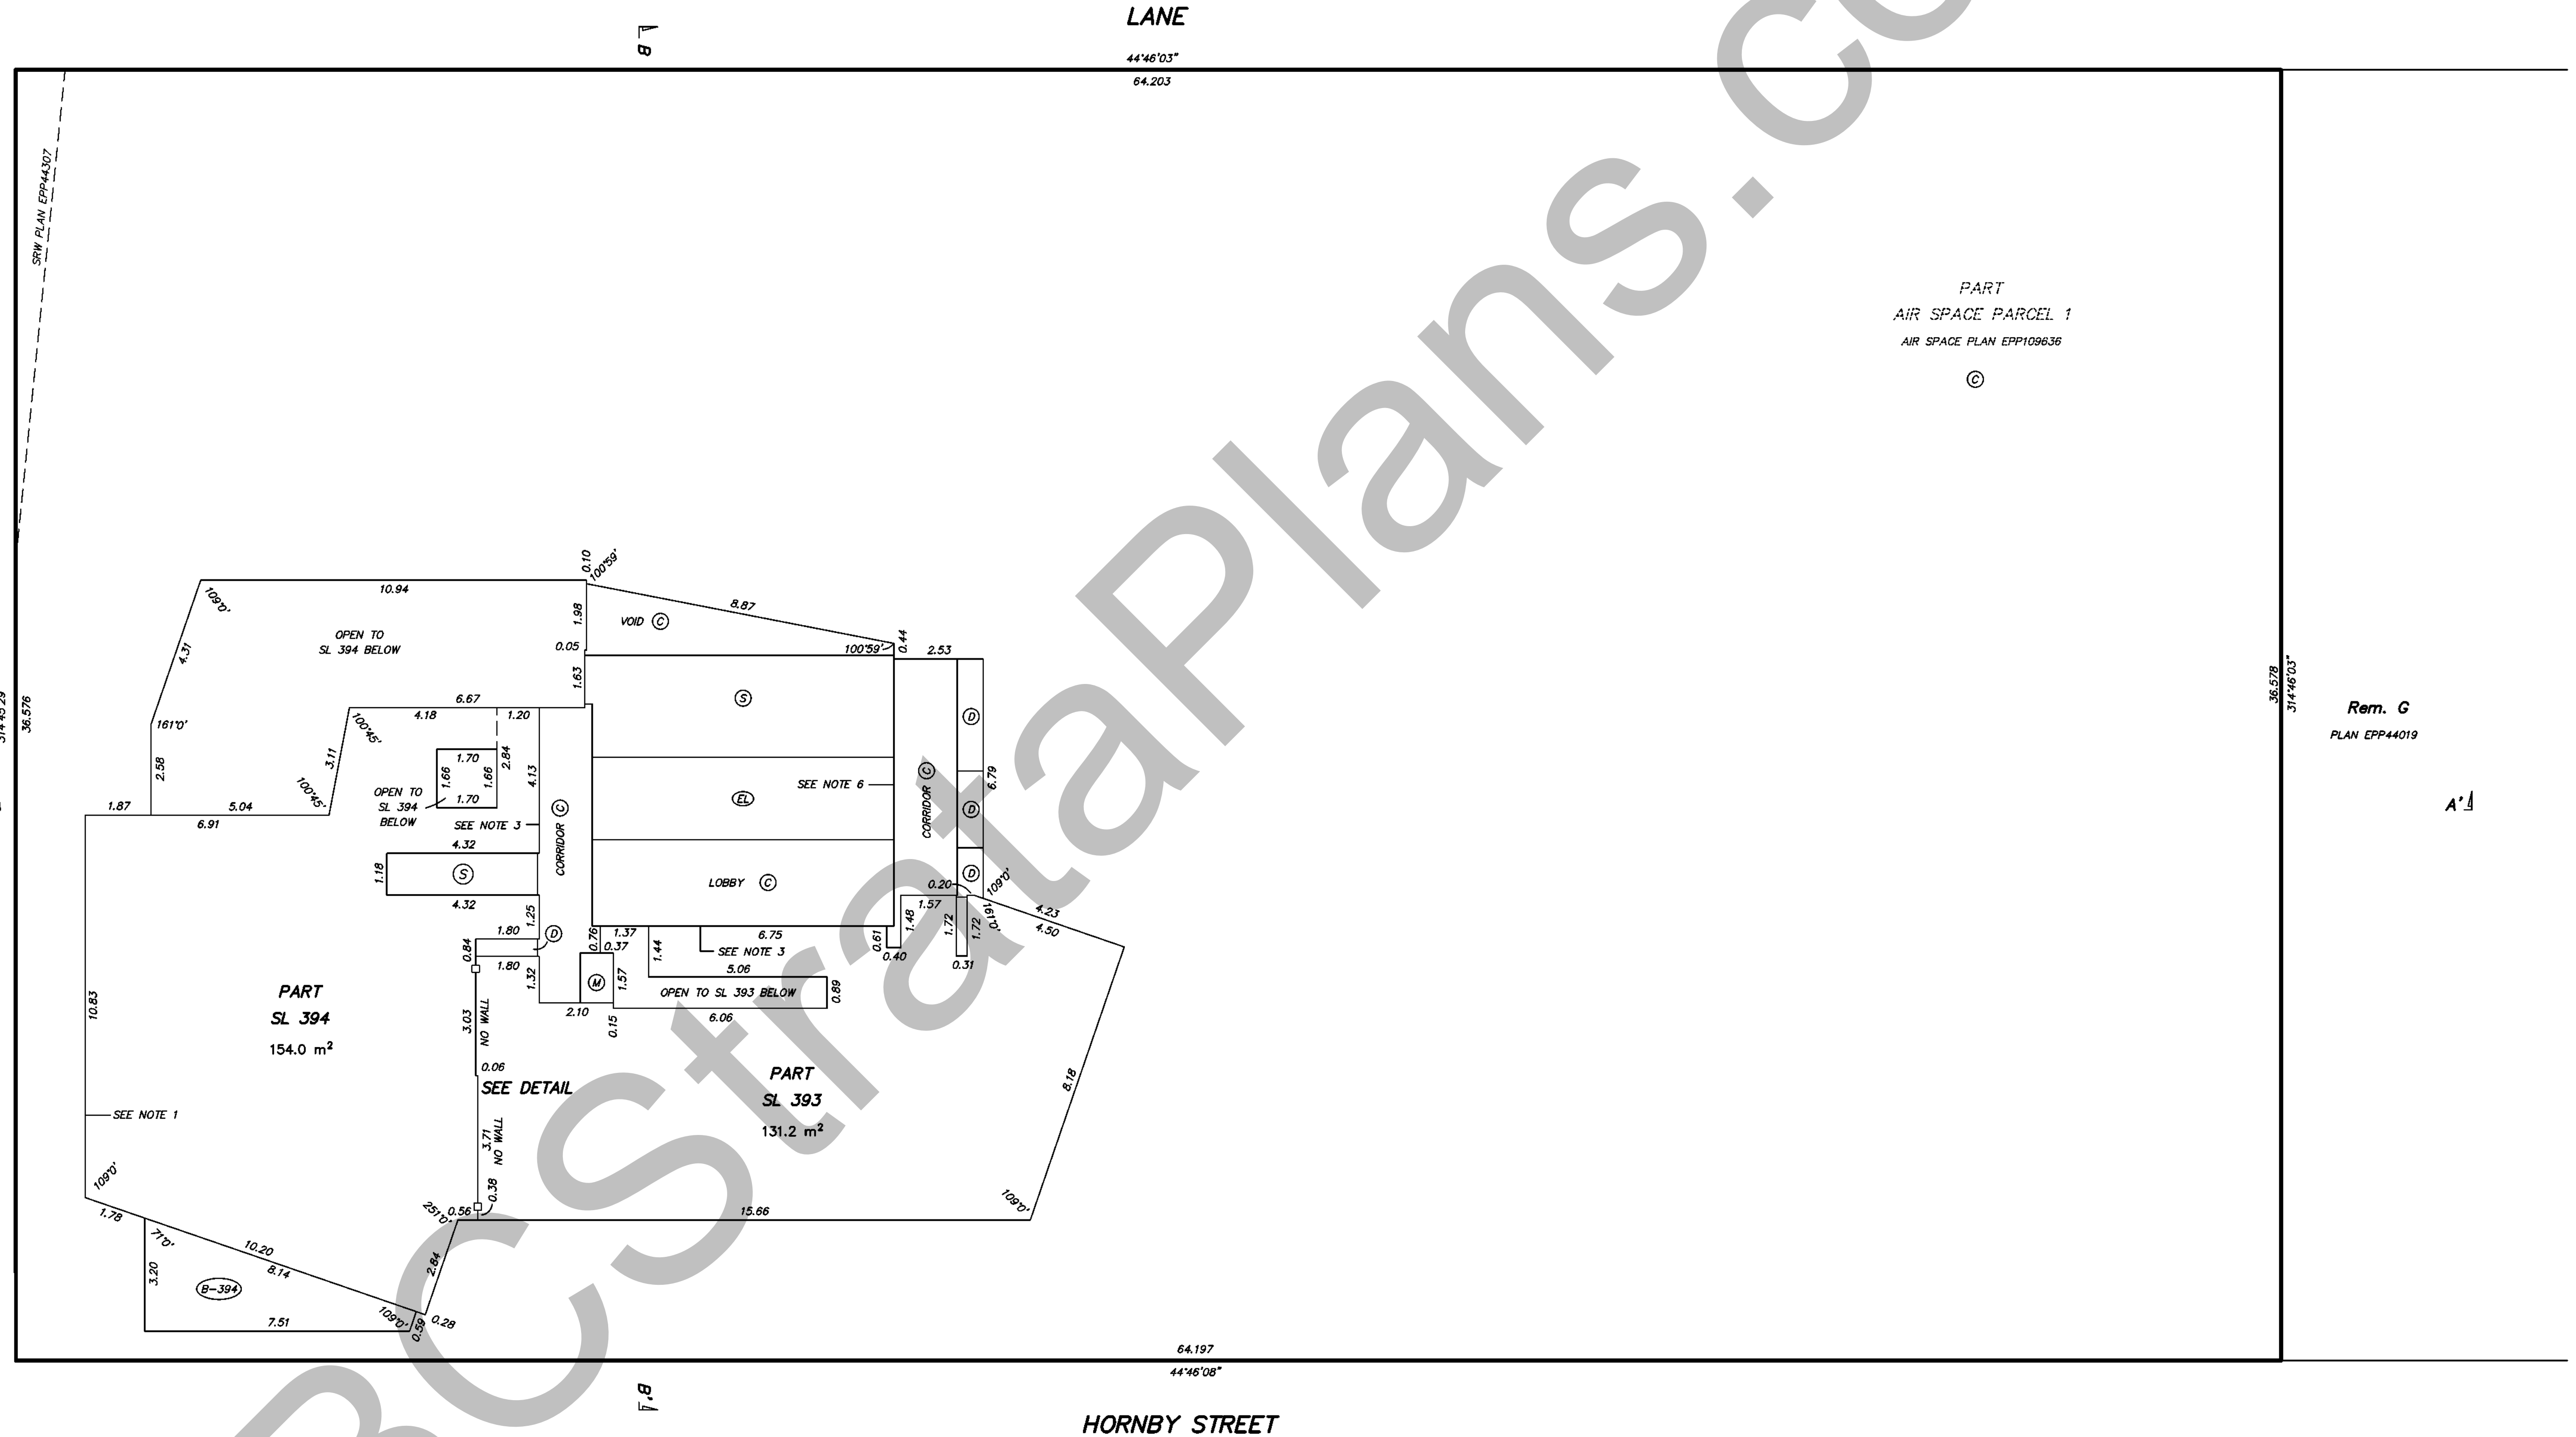 LANE
B
44°46'03"
64.203
SRW PLAN EPP44307
PART
AIR SPACE PARCEL 1
AIR SPACE PLAN EPP109636
C
0.10
100°59'
10.94
109°0'
8.87
1.98
VOID C
OPEN TO
SL 394 BELOW
4.31
0.05
100°59'
0.44
2.53
1.63
36.576
36.578
314°46'03"
S
D
6.67
4.18
1.20
161°0'
100°45'
Rem. G
PLAN EPP44019
3.11
2.58
2.84
1.70
1.66
1.66
1.70
4.13
OPEN TO
SL 394
BELOW
SEE NOTE 6
CORRIDOR C
6.79
EL
D
A'
100°45'
1.87
5.04
6.91
SEE NOTE 3
CORRIDOR C
4.32
1.18
S
4.32
LOBBY C
D
0.20
109°0'
1.57
161°0'
4.23
4.50
1.25
1.48
1.72
1.72
1.80
D
0.84
0.76
1.37
0.37
6.75
0.61
1.44
SEE NOTE 3
0.40
0.31
1.80
1.32
5.06
M
1.57
OPEN TO SL 393 BELOW
0.89
2.10
0.15
6.06
10.83
PART
SL 394
154.0 m²
3.03
NO WALL
0.06
SEE DETAIL
PART
SL 393
131.2 m²
8.18
SEE NOTE 1
3.71
NO WALL
109°0'
0.38
109°0'
1.78
251°0'
0.56
15.66
71°0'
10.20
8.14
2.84
3.20
B-394
109°0'
0.59
0.28
7.51
64.197
44°46'08"
B'
HORNBY STREET
BCStrataPlans.co